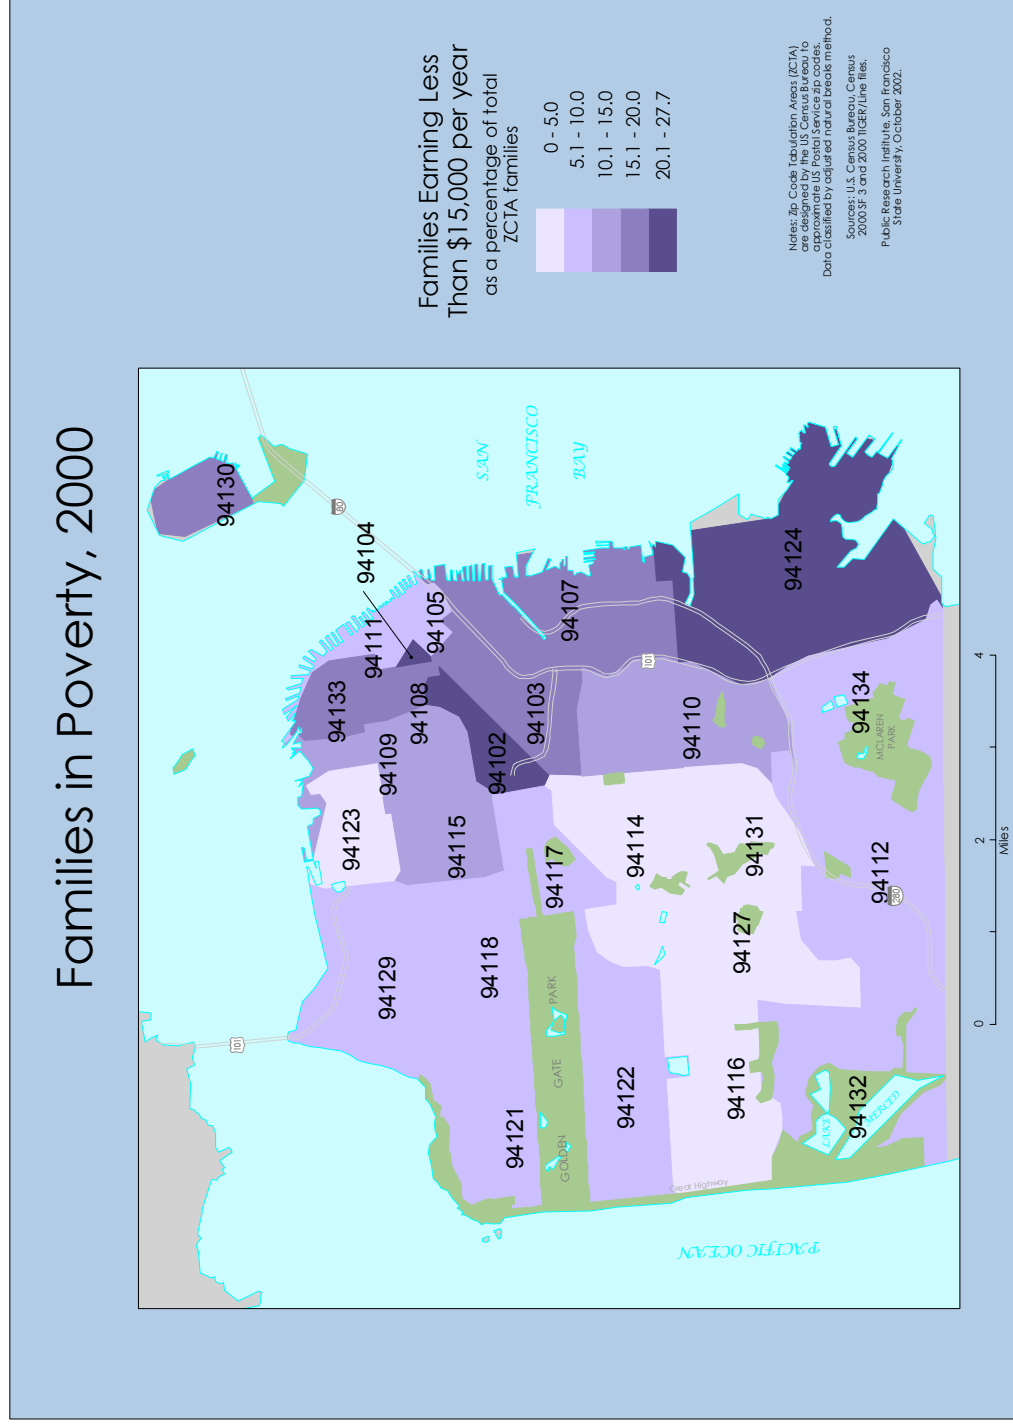 Families in Poverty, 2000
94130
80
94104
SAN
FRANCISCO
BAY
94111
94105
94133
94108
94107
94109
94103
94102
101
94123
94115
94110
94124
94134
MCLAREN
PARK
94129
94118
94117
94114
94131
94127
94112
280
101
94121
GOLDEN
GATE
PARK
94122
94116
94132
LAKE
MERCED
Great Highway
PACIFIC OCEAN
0
2
4
Miles
Families Earning Less
Than $15,000 per year
as a percentage of total
ZCTA families
0 - 5.0
5.1 - 10.0
10.1 - 15.0
15.1 - 20.0
20.1 - 27.7
Notes: Zip Code Tabulation Areas (ZCTA)
are designed by the US Census Bureau to
approximate US Postal Service zip codes.
Data classified by adjusted natural breaks method.
Sources: U.S. Census Bureau, Census
2000 SF 3 and 2000 TIGER/Line files.
Public Research Institute, San Francisco
State University, October 2002.